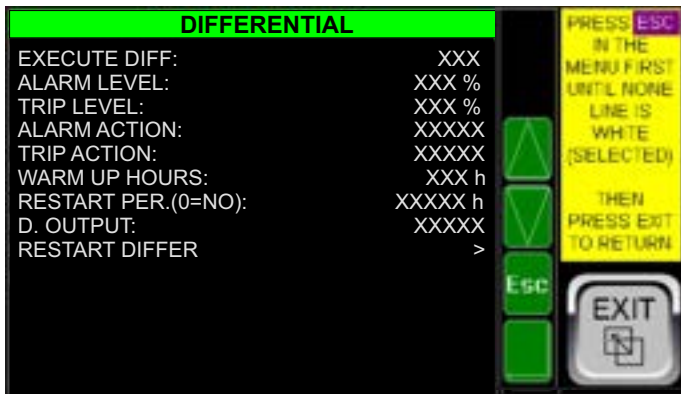 DIFFERENTIAL
EXECUTE DIFF: XXX
ALARM LEVEL: XXX %
TRIP LEVEL: XXX %
ALARM ACTION: XXXXX
TRIP ACTION: XXXXX
WARM UP HOURS: XXX h
RESTART PER.(0=NO): XXXXX h
D. OUTPUT: XXXXX
RESTART DIFFER >
Esc
PRESS ESC
IN THE
MENU FIRST
UNTIL NONE
LINE IS
WHITE
(SELECTED)
THEN
PRESS EXIT
TO RETURN
EXIT